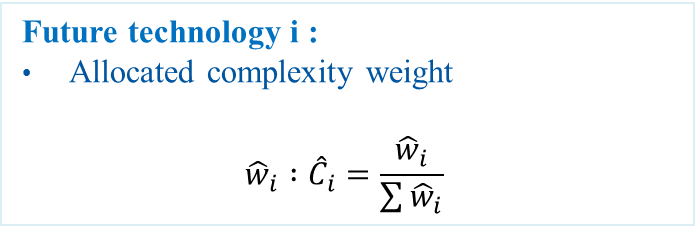 Future technology i :
• Allocated complexity weight
ŵᵢ : Ĉᵢ = ŵᵢ / ∑ ŵᵢ